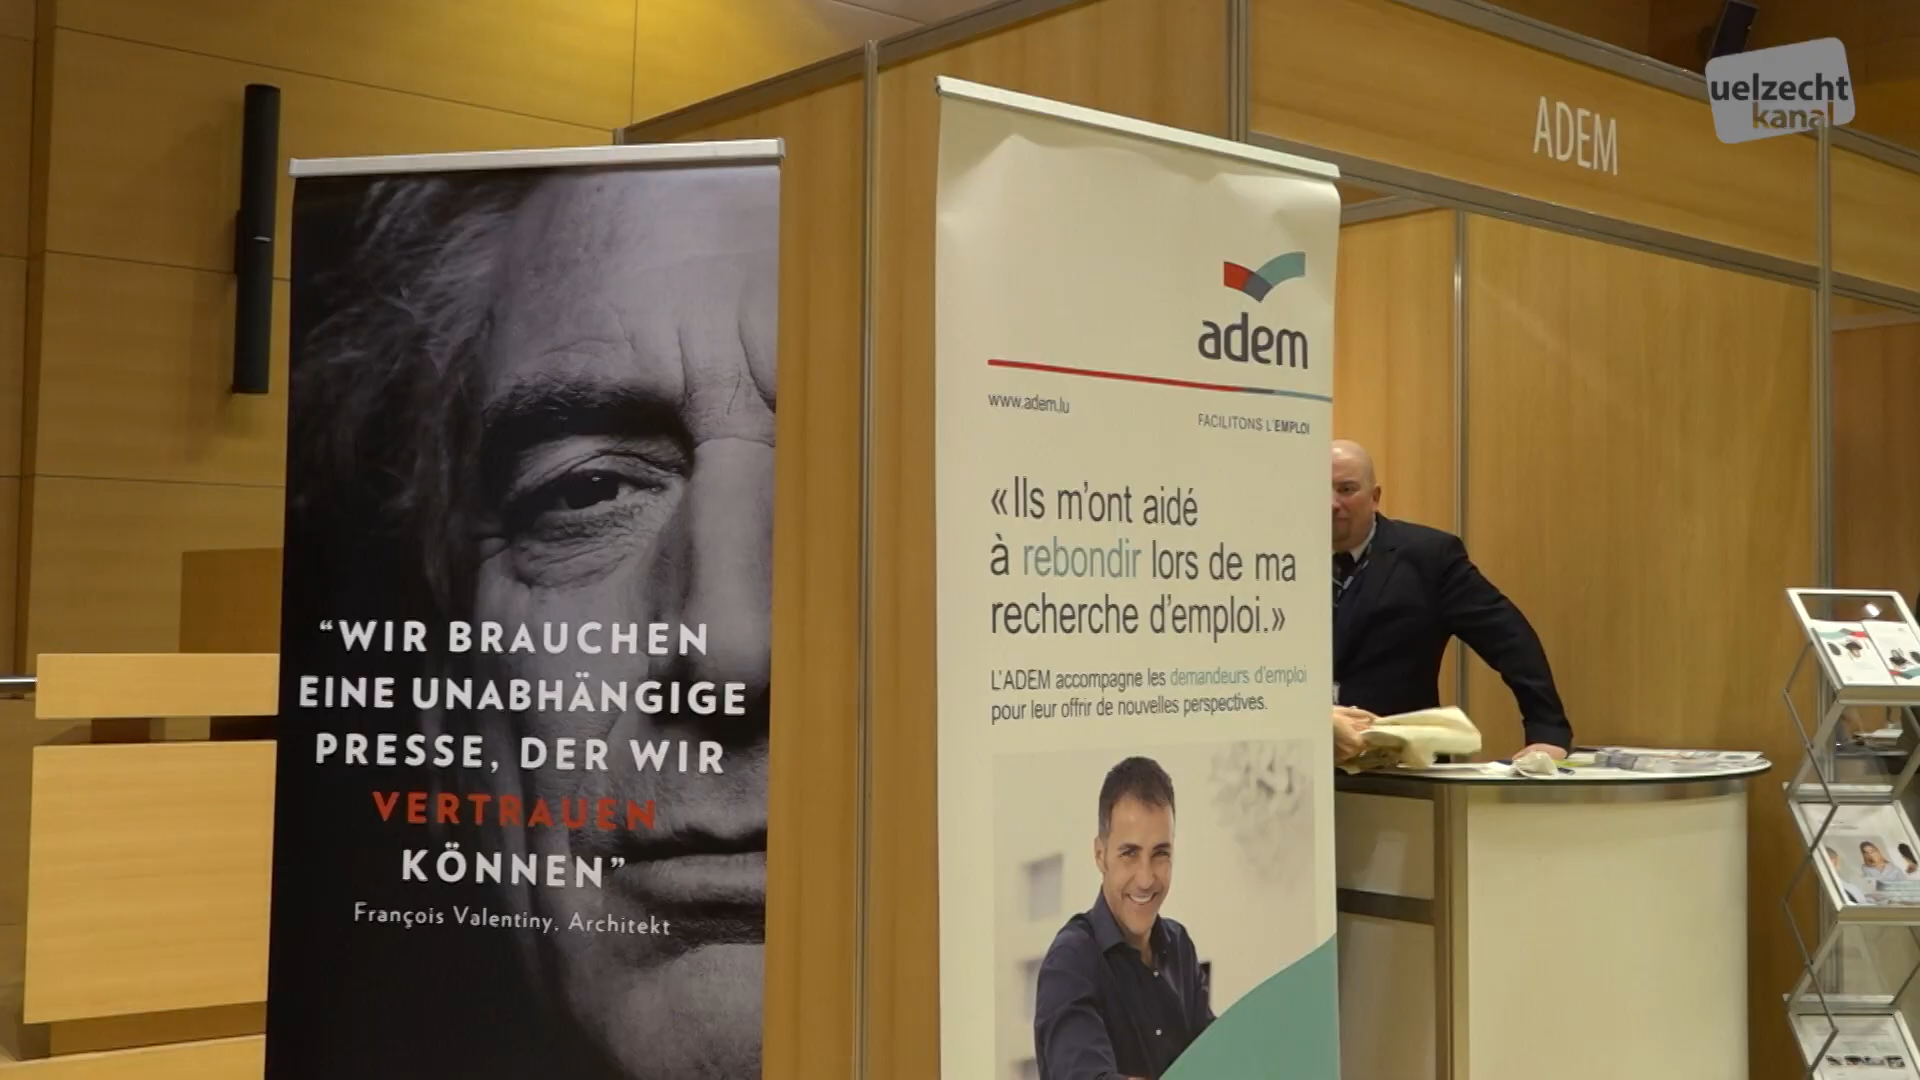 uelzecht
kanal
ADEM
“WIR BRAUCHEN
EINE UNABHÄNGIGE
PRESSE, DER WIR
VERTRAUEN
KÖNNEN”
François Valentiny, Architekt
adem
www.adem.lu
FACILITONS L'EMPLOI
«Ils m'ont aidé
à rebondir lors de ma
recherche d'emploi.»
L'ADEM accompagne les demandeurs d'emploi
pour leur offrir de nouvelles perspectives.